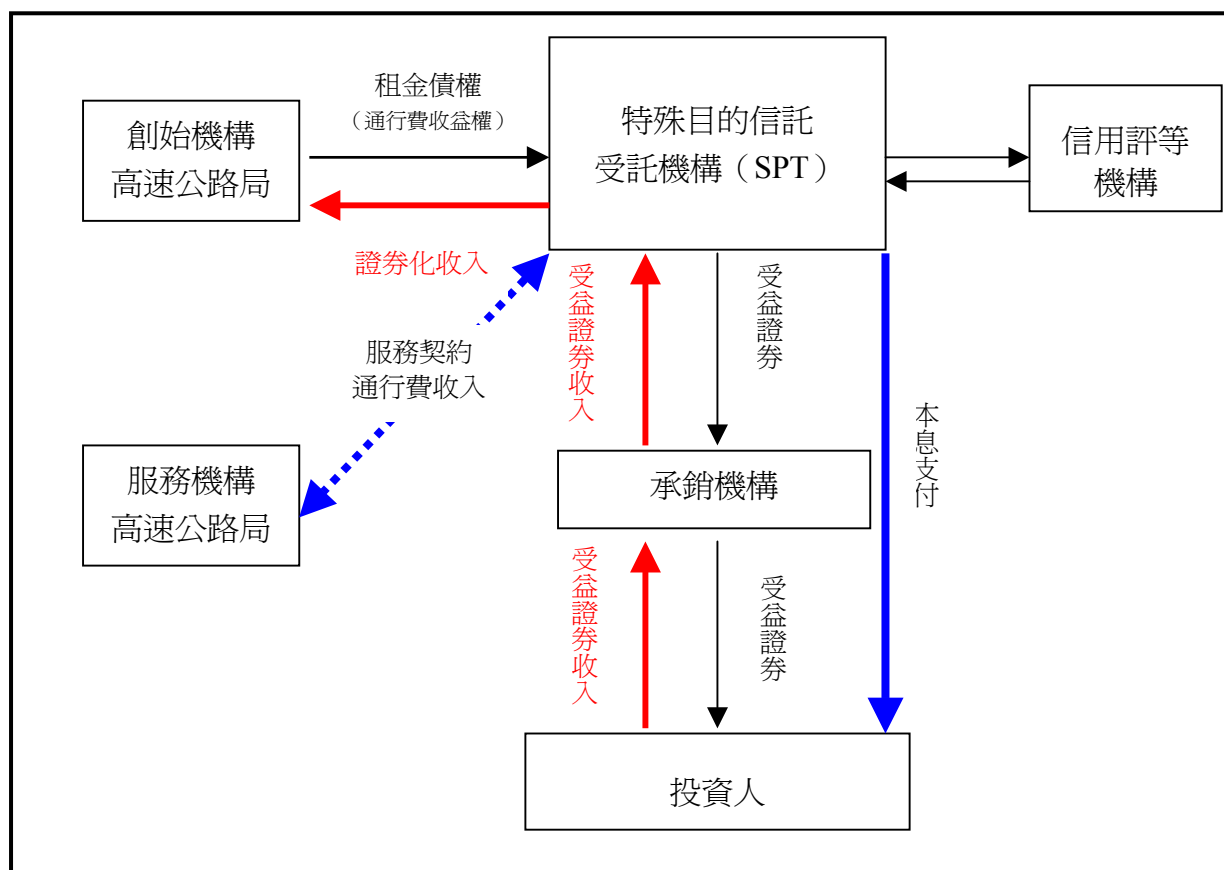 租金債權
（通行費收益權）
創始機構
高速公路局
特殊目的信託
受託機構（SPT）
信用評等
機構
證券化收入
受益證券收入
受益證券
服務契約
通行費收入
本息支付
服務機構
高速公路局
承銷機構
受益證券收入
受益證券
投資人